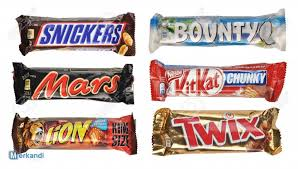 SNICKERS
BOUNTY
Mars
Nestlé
KitKat
CHUNKY
LION
KING
SIZE
TWIX
Merkandi